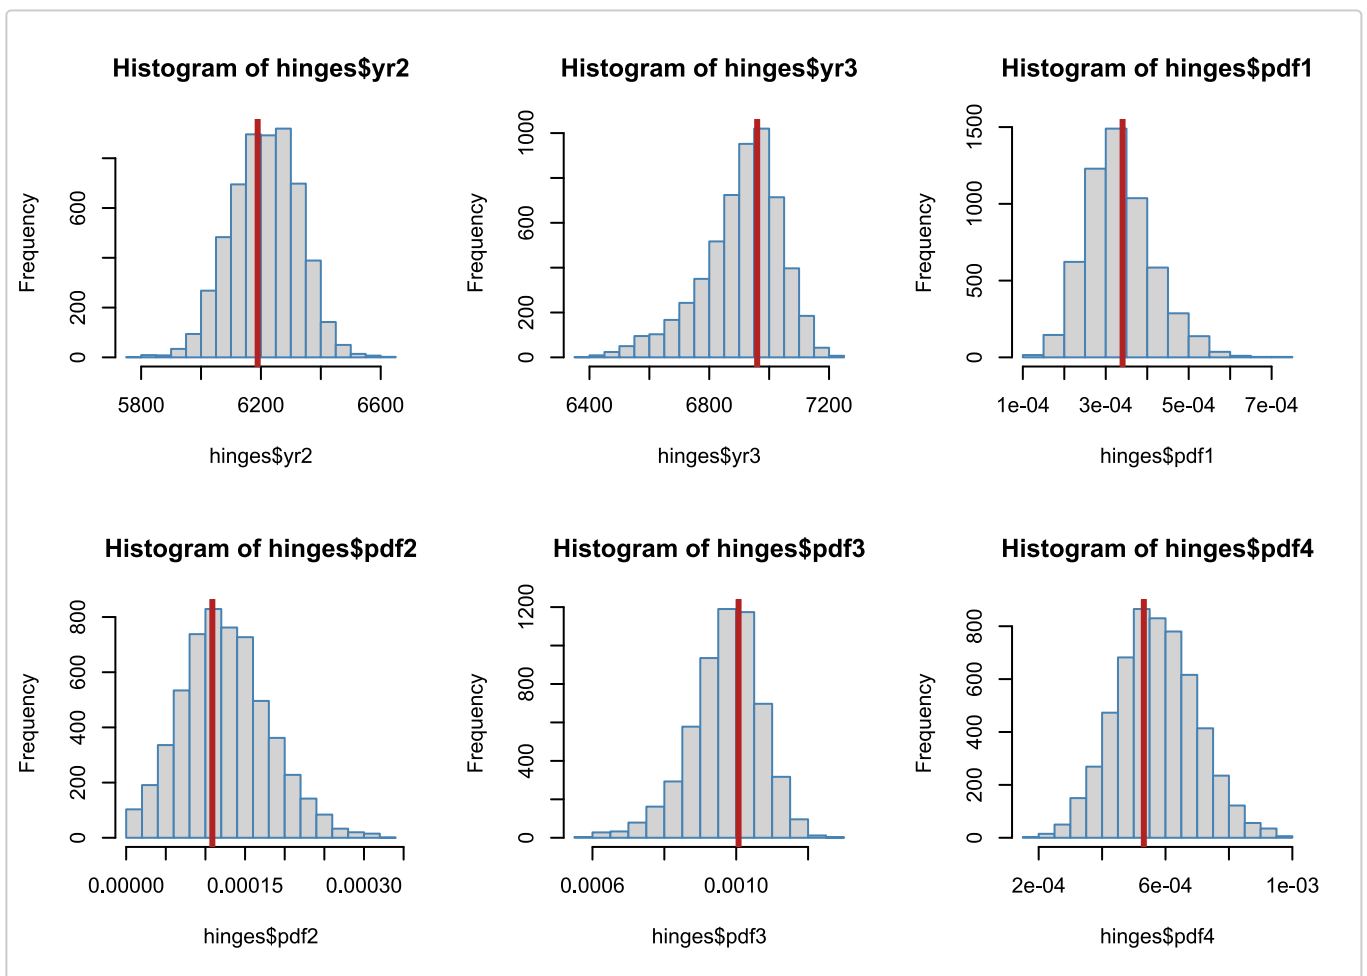 Histogram of hinges$yr2
Frequency
0
200
600
5800
6200
6600
hinges$yr2
Histogram of hinges$yr3
Frequency
0
200
600
1000
6400
6800
7200
hinges$yr3
Histogram of hinges$pdf1
Frequency
0
500
1000
1500
1e-04
3e-04
5e-04
7e-04
hinges$pdf1
Histogram of hinges$pdf2
Frequency
0
200
400
600
800
0.00000
0.00015
0.00030
hinges$pdf2
Histogram of hinges$pdf3
Frequency
0
400
800
1200
0.0006
0.0010
hinges$pdf3
Histogram of hinges$pdf4
Frequency
0
200
400
600
800
2e-04
6e-04
1e-03
hinges$pdf4